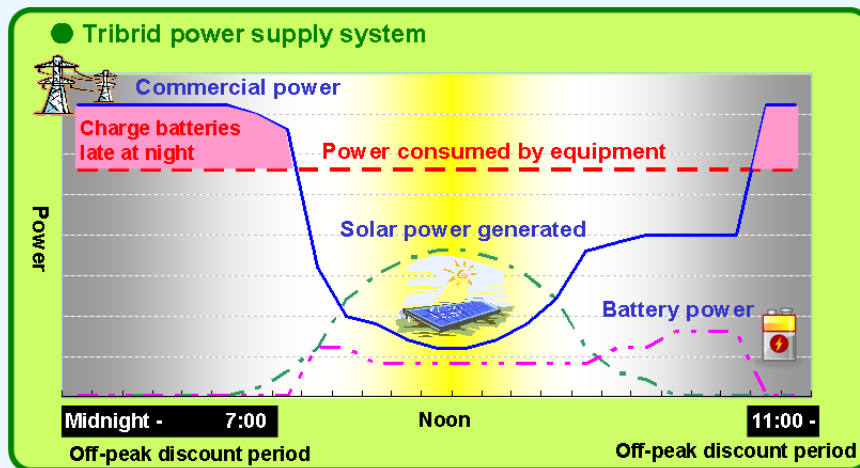 Tribrid power supply system
Commercial power
Charge batteries
late at night
Power consumed by equipment
Power
Solar power generated
Battery power
Midnight - 7:00
Noon
11:00 -
Off-peak discount period
Off-peak discount period